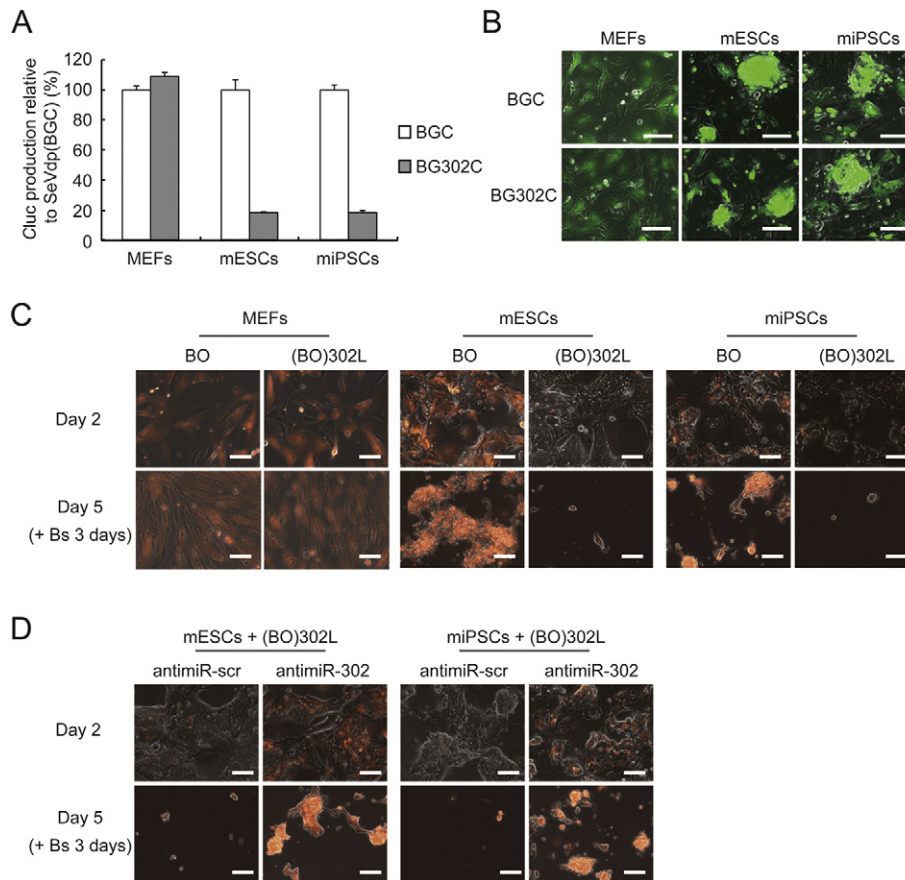 A
Cluc production relative
to SeVdp(BGC) (%)
120
100
80
60
40
20
0
MEFs mESCs miPSCs
BGC
BG302C
B
MEFs mESCs miPSCs
BGC
BG302C
C
MEFs mESCs miPSCs
BO (BO)302L BO (BO)302L BO (BO)302L
Day 2
Day 5
(+ Bs 3 days)
D
mESCs + (BO)302L miPSCs + (BO)302L
antimiR-scr antimiR-302 antimiR-scr antimiR-302
Day 2
Day 5
(+ Bs 3 days)